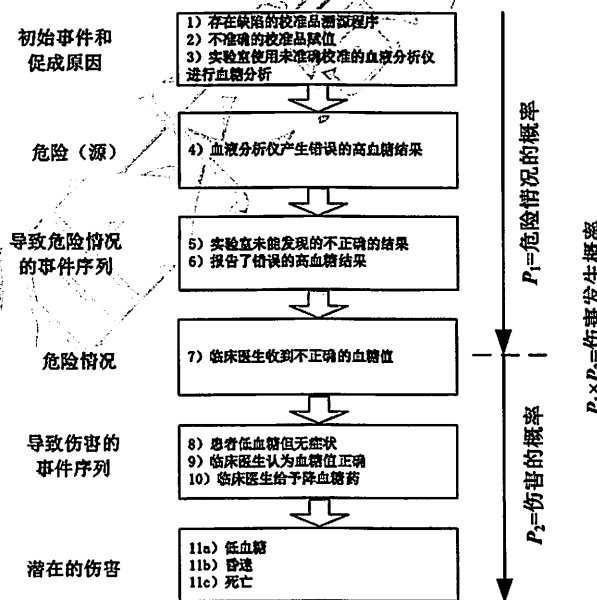 初始事件和
促成原因
1）存在缺陷的校准品溯源程序
2）不准确的校准品赋值
3）实验室使用未准确校准的血液分析仪
进行血糖分析
危险（源）
4）血液分析仪产生错误的高血糖结果
导致危险情况
的事件序列
5）实验室未能发现的不正确的结果
6）报告了错误的高血糖结果
危险情况
7）临床医生收到不正确的血糖值
导致伤害的
事件序列
8）患者低血糖但无症状
9）临床医生认为血糖值正确
10）临床医生给予降血糖药
潜在的伤害
11a）低血糖
11b）昏迷
11c）死亡
P₁=危险情况的概率
P₂=伤害的概率
P₁×P₂=伤害发生概率